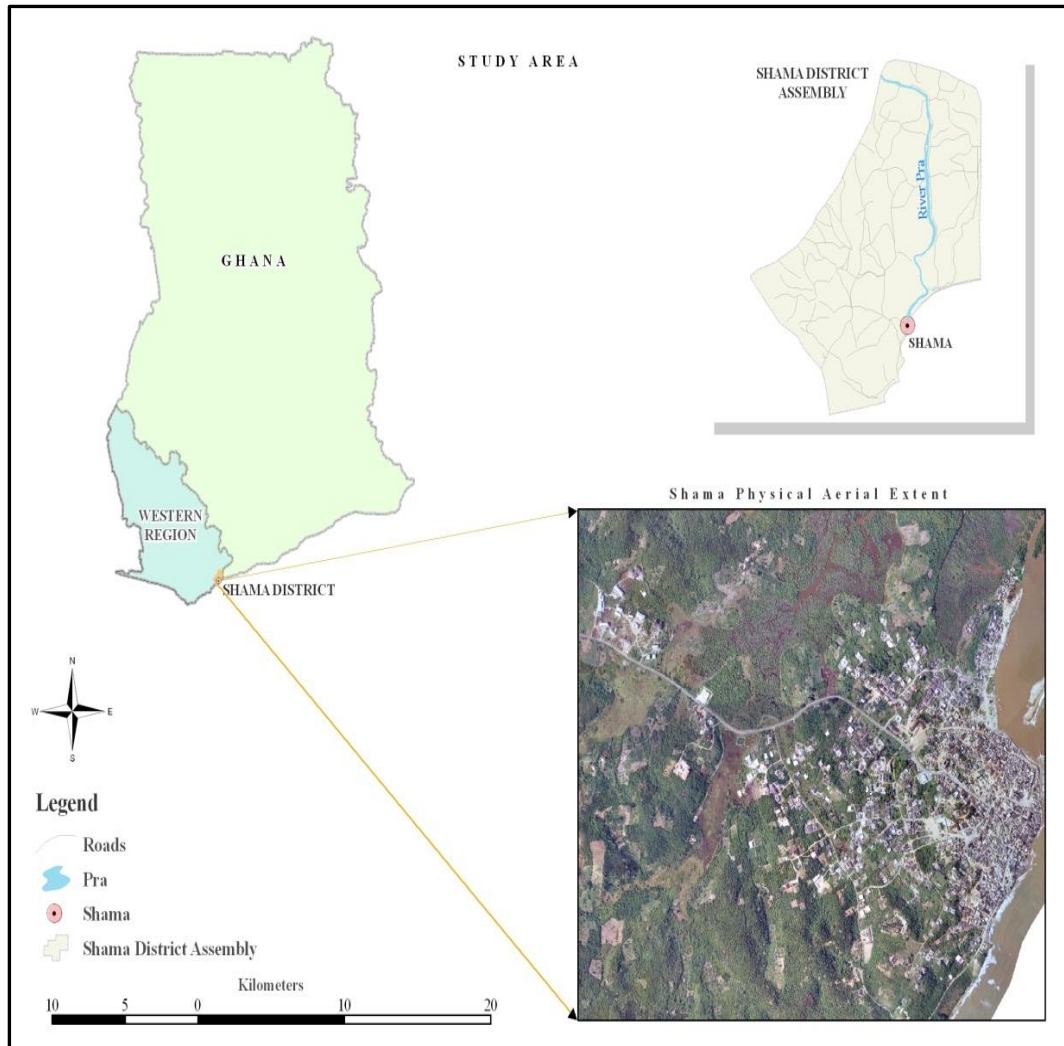 STUDY AREA
SHAMA DISTRICT
ASSEMBLY
River Pra
SHAMA
GHANA
WESTERN
REGION
SHAMA DISTRICT
Shama Physical Aerial Extent
N
W
E
S
Legend
Roads
Pra
Shama
Shama District Assembly
Kilometers
10 5 0 10 20